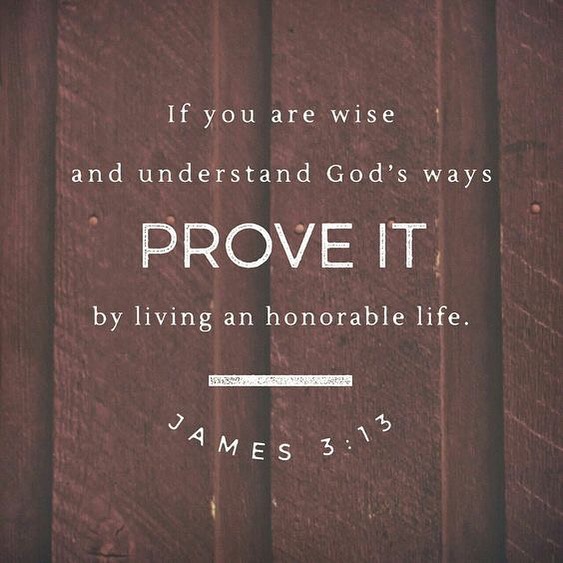 If you are wise
and understand God's ways
PROVE IT
by living an honorable life.
JAMES 3:13